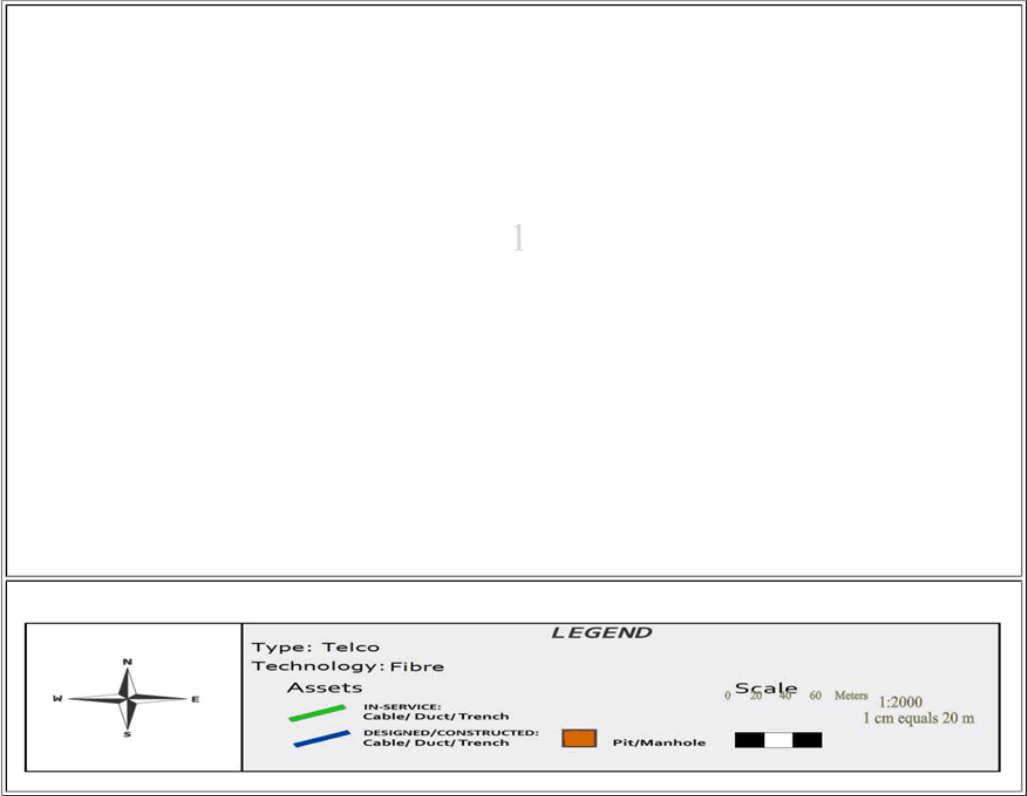 1
LEGEND
Type: Telco
Technology: Fibre
Assets
IN-SERVICE:
Cable/ Duct/ Trench
DESIGNED/CONSTRUCTED:
Cable/ Duct/ Trench
Pit/Manhole
Scale
0 20 40 60 Meters
1:2000
1 cm equals 20 m
N
W E
S